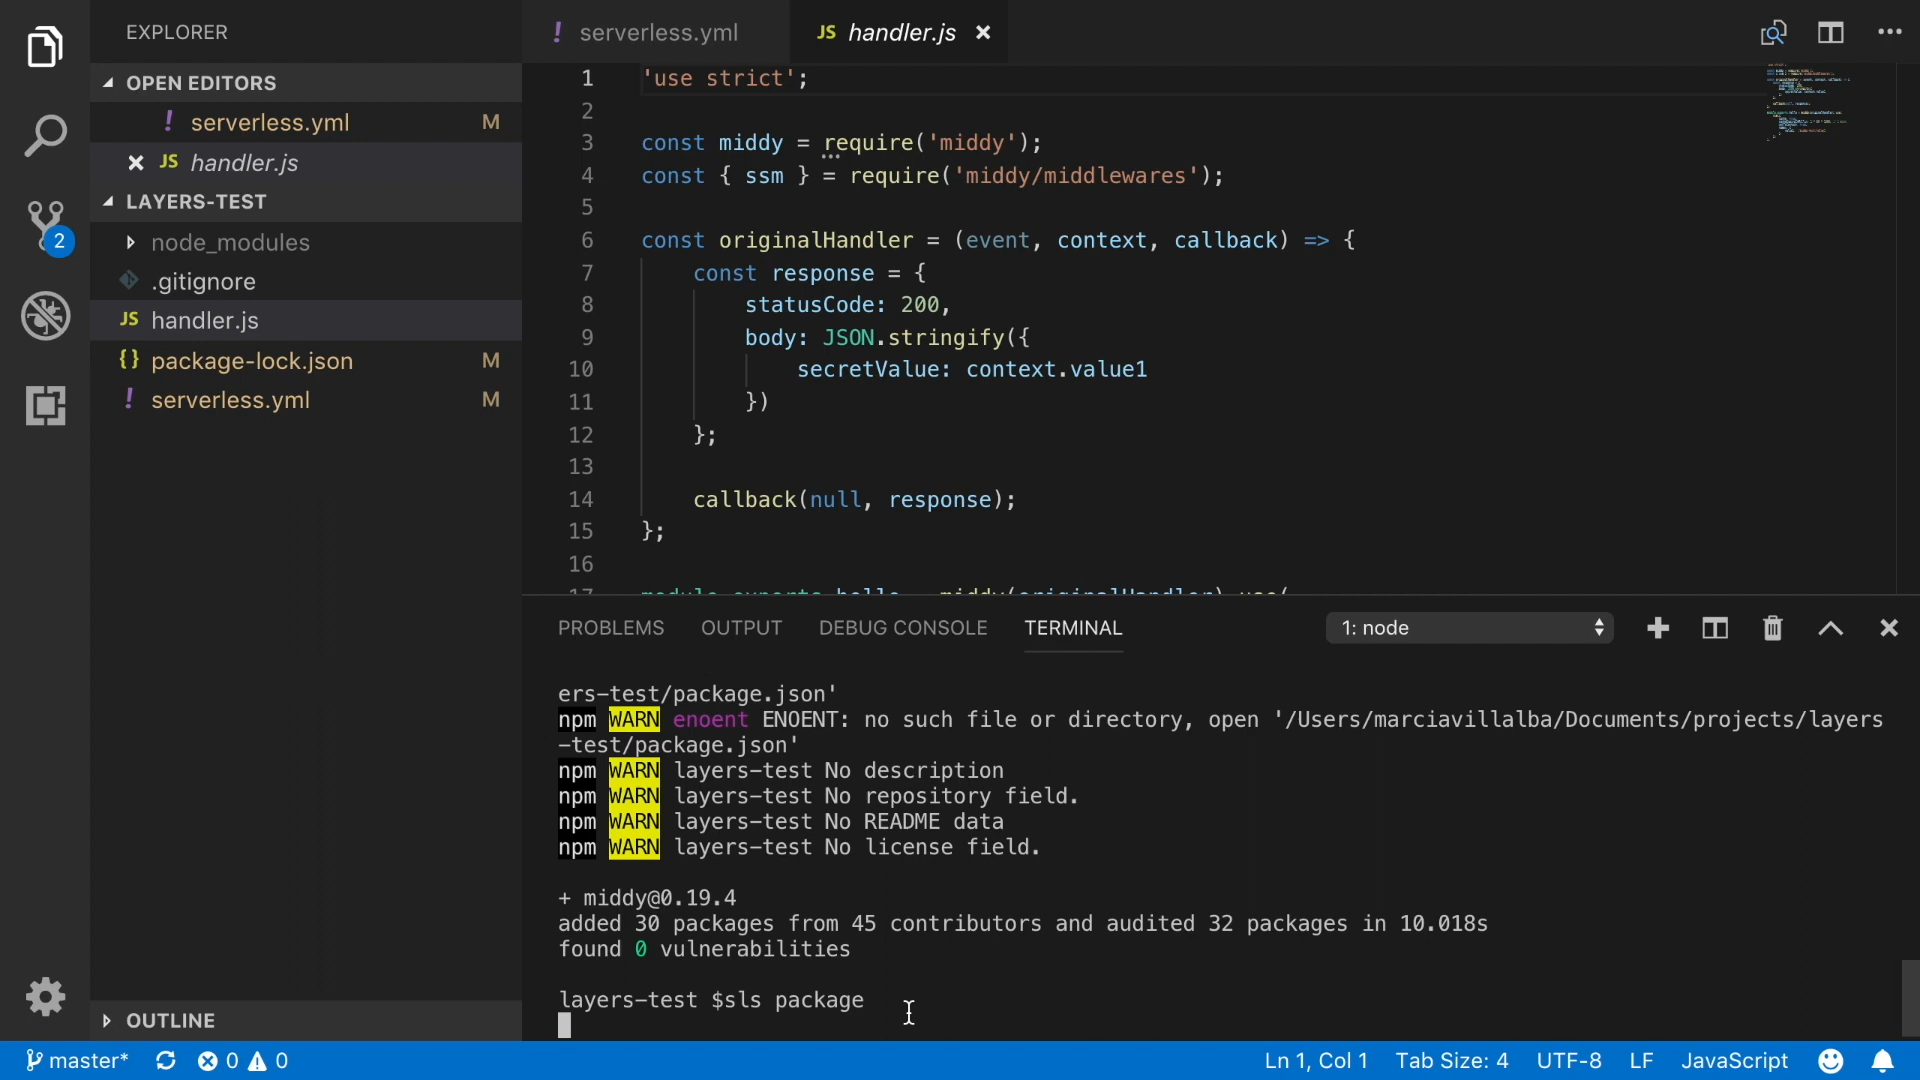 EXPLORER
OPEN EDITORS
! serverless.yml M
JS handler.js
LAYERS-TEST
node_modules
.gitignore
JS handler.js
{} package-lock.json M
! serverless.yml M
OUTLINE
2
! serverless.yml
JS handler.js
1 'use strict';
2
3 const middy = require('middy');
4 const { ssm } = require('middy/middlewares');
5
6 const originalHandler = (event, context, callback) => {
7 const response = {
8 statusCode: 200,
9 body: JSON.stringify({
10 secretValue: context.value1
11 })
12 };
13
14 callback(null, response);
15 };
16
17 module.exports.hello = middy(originalHandler).use(
PROBLEMS OUTPUT DEBUG CONSOLE TERMINAL 1: node
ers-test/package.json'
npm WARN enoent ENOENT: no such file or directory, open '/Users/marciavillalba/Documents/projects/layers
-test/package.json'
npm WARN layers-test No description
npm WARN layers-test No repository field.
npm WARN layers-test No README data
npm WARN layers-test No license field.
+ middy@0.19.4
added 30 packages from 45 contributors and audited 32 packages in 10.018s
found 0 vulnerabilities
layers-test $sls package
master* 0 0 Ln 1, Col 1 Tab Size: 4 UTF-8 LF JavaScript